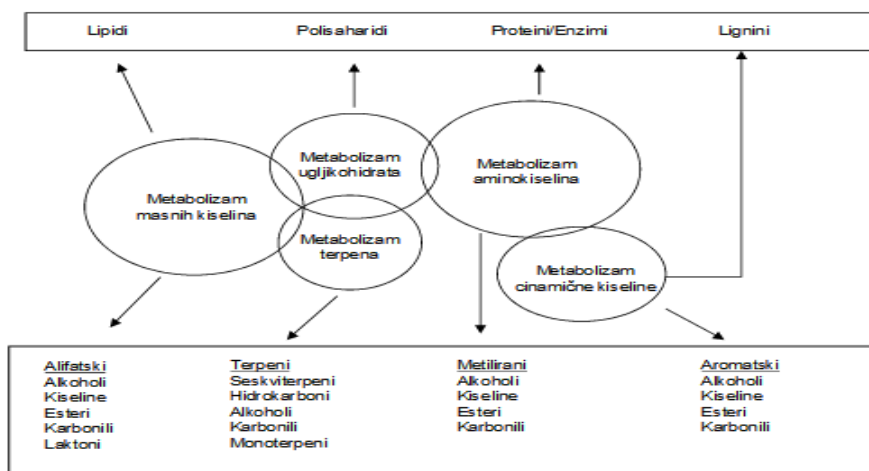 Lipidi
Polisaharidi
Proteini/Enzimi
Lignini
Metabolizam
masnih kiselina
Metabolizam
ugljikohidrata
Metabolizam
terpena
Metabolizam
aminokiselina
Metabolizam
cinamične kiseline
Alifatski
Alkoholi
Kiseline
Esteri
Karbonili
Laktoni
Terpeni
Seskviterpeni
Hidrokarboni
Alkoholi
Karbonili
Monoterpeni
Metilirani
Alkoholi
Kiseline
Esteri
Karbonili
Aromatski
Alkoholi
Kiseline
Esteri
Karbonili